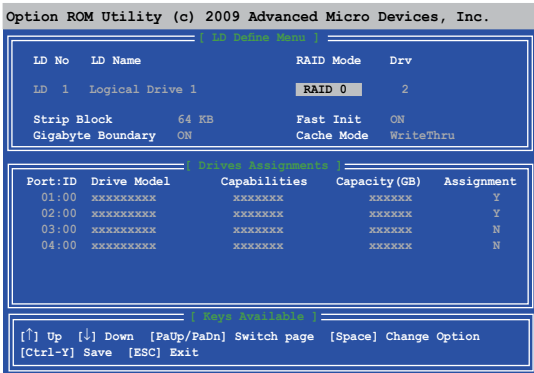 Option ROM Utility (c) 2009 Advanced Micro Devices, Inc.
[ LD Define Menu ]
LD No LD Name RAID Mode Drv
LD 1 Logical Drive 1 RAID 0 2
Strip Block 64 KB Fast Init ON
Gigabyte Boundary ON Cache Mode WriteThru
[ Drives Assignments ]
Port:ID Drive Model Capabilities Capacity(GB) Assignment
01:00 xxxxxxxxx xxxxxxx xxxxxx Y
02:00 xxxxxxxxx xxxxxxx xxxxxx Y
03:00 xxxxxxxxx xxxxxxx xxxxxx N
04:00 xxxxxxxxx xxxxxxx xxxxxx N
[ Keys Available ]
[↑] Up [↓] Down [PaUp/PaDn] Switch page [Space] Change Option
[Ctrl-Y] Save [ESC] Exit